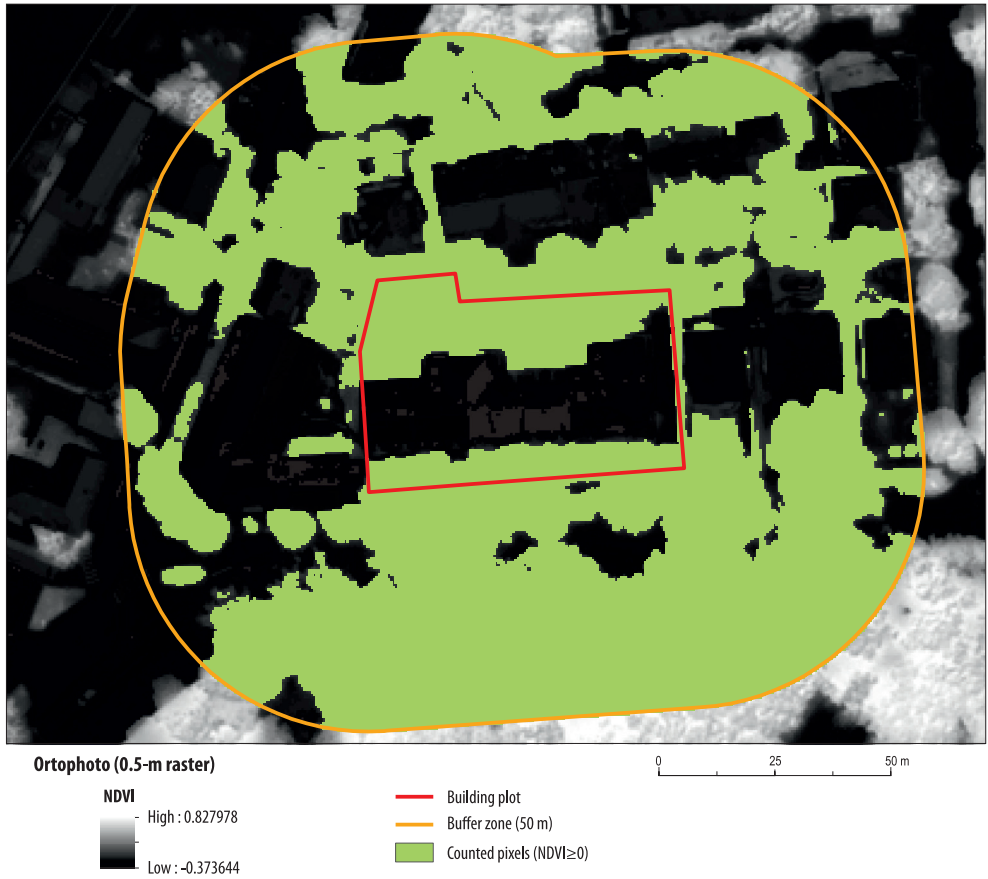 Ortophoto (0.5-m raster)
0 25 50 m
NDVI
High : 0.827978
Low : -0.373644
Building plot
Buffer zone (50 m)
Counted pixels (NDVI≥0)